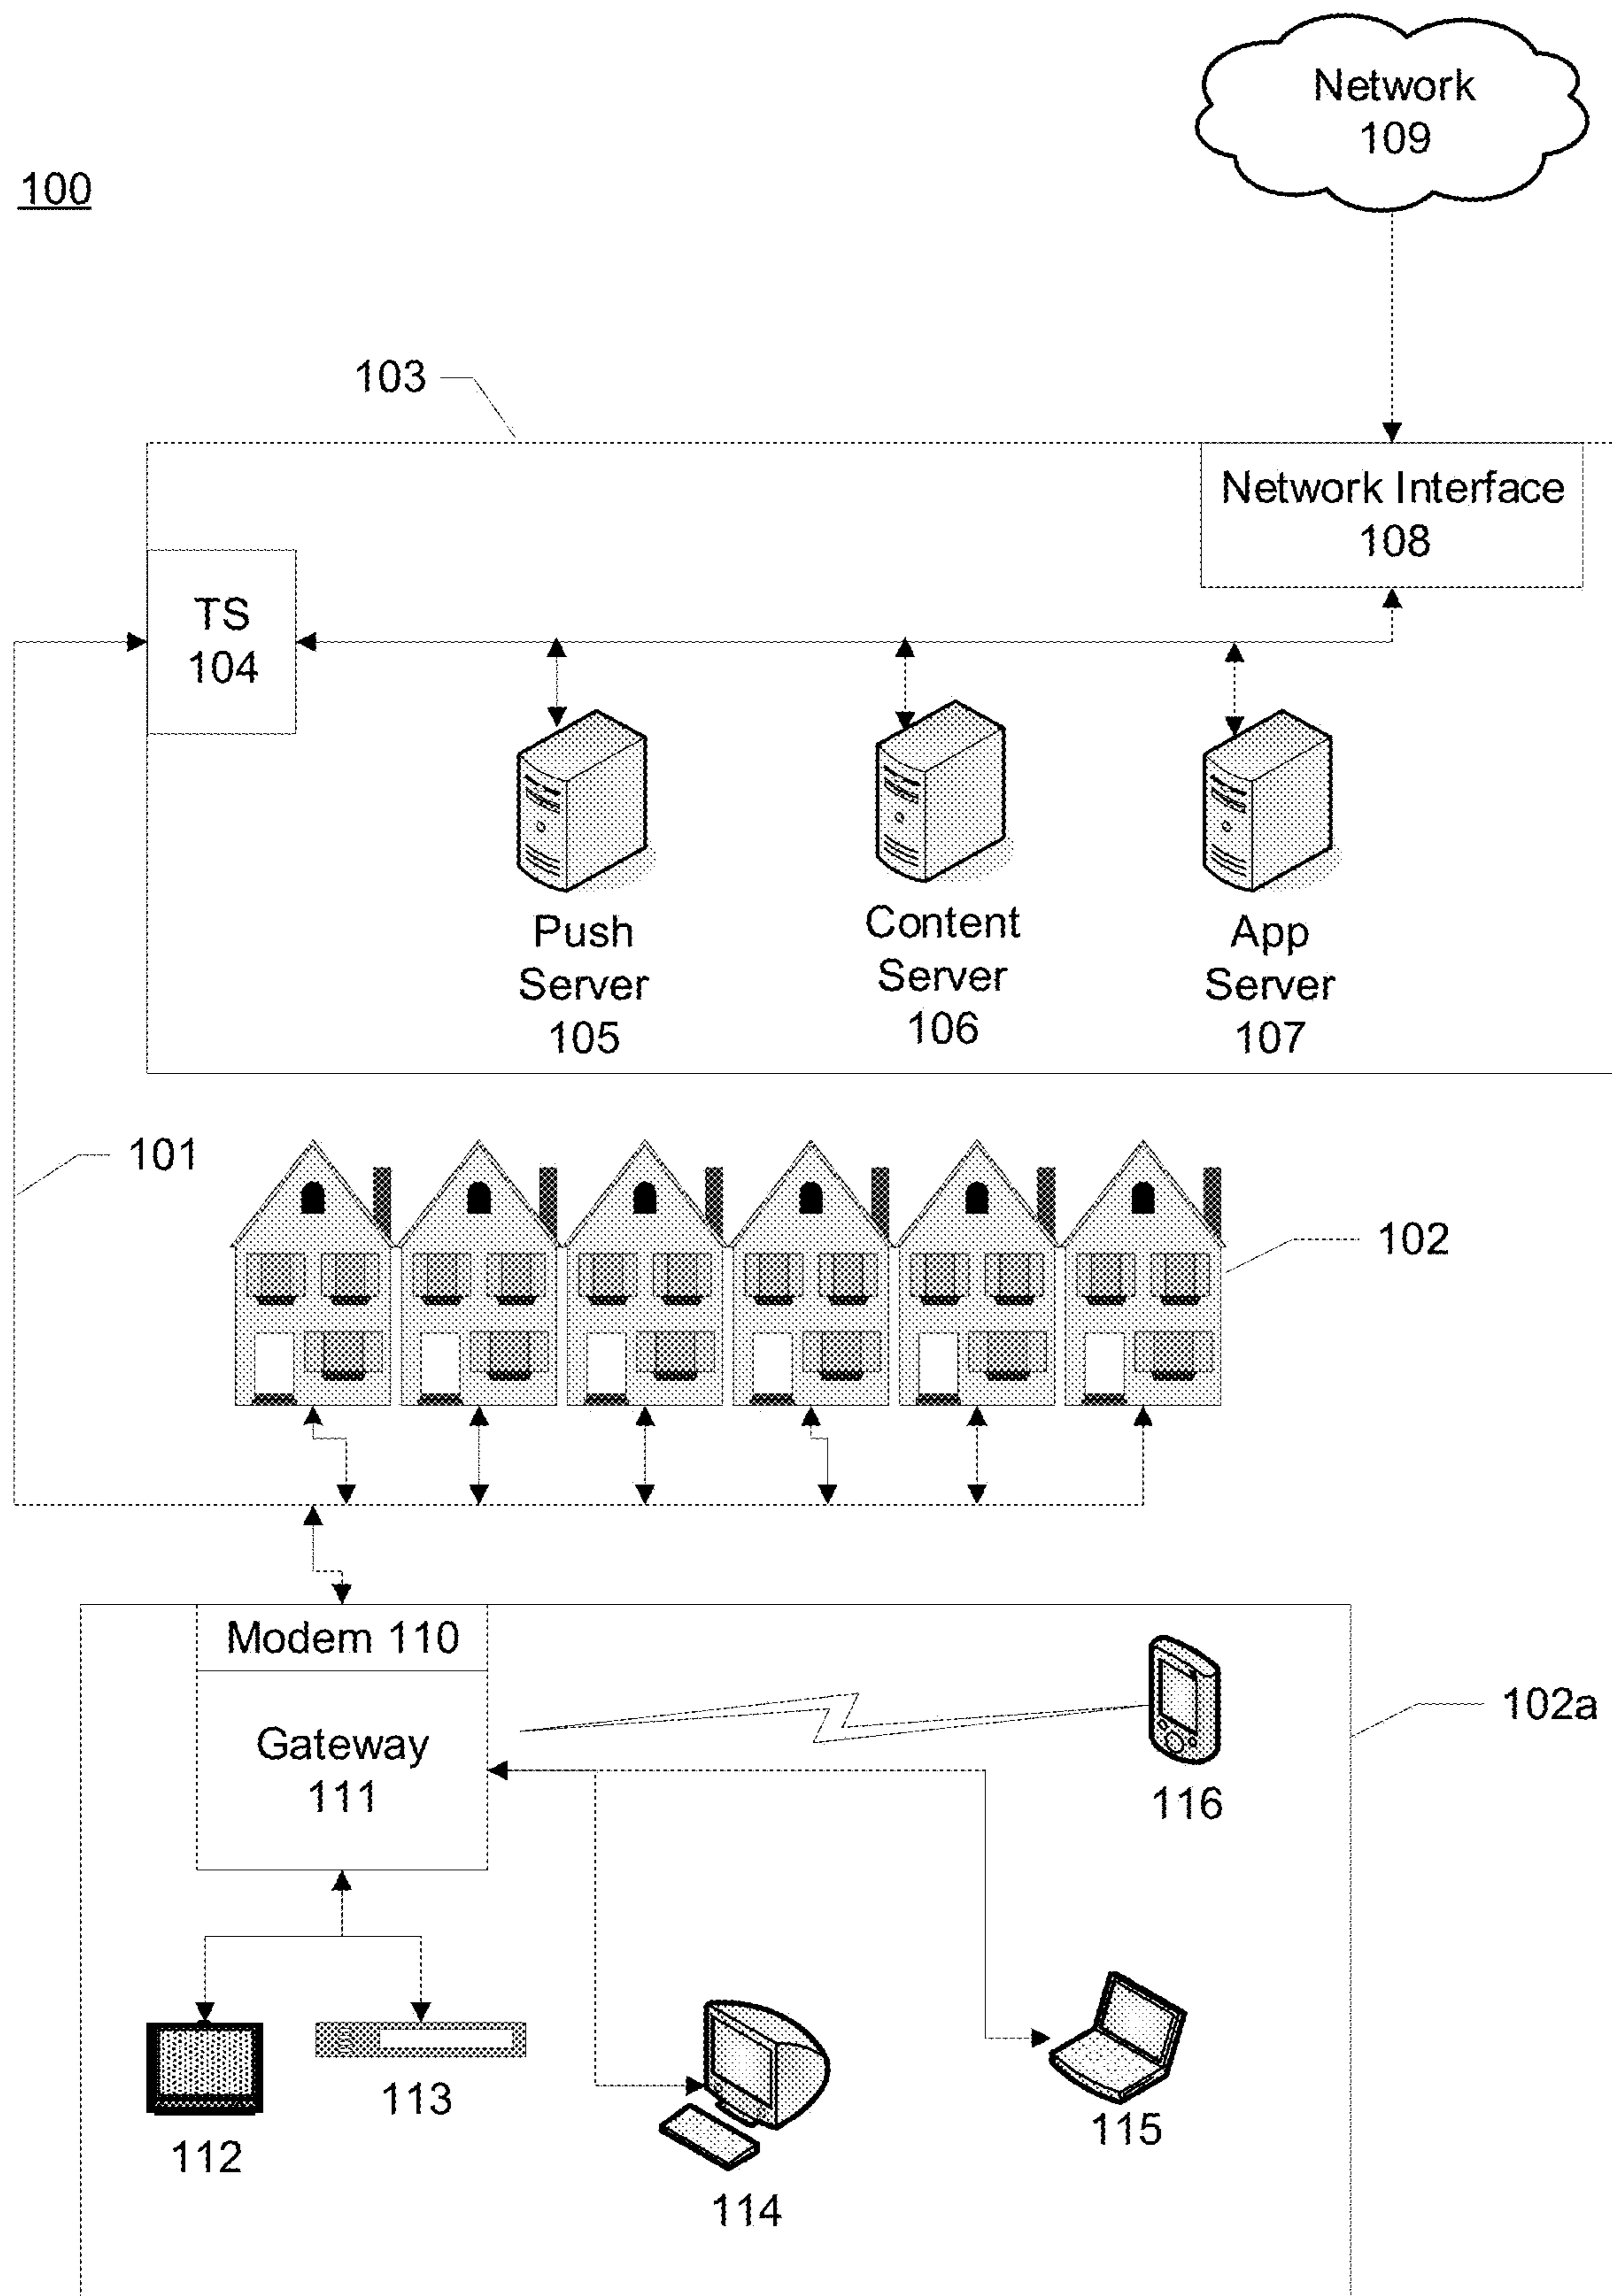 Network
109
100
103
Network Interface
108
TS
104
Push
Server
105
Content
Server
106
App
Server
107
101
102
Modem 110
102a
Gateway
111
116
112
113
114
115